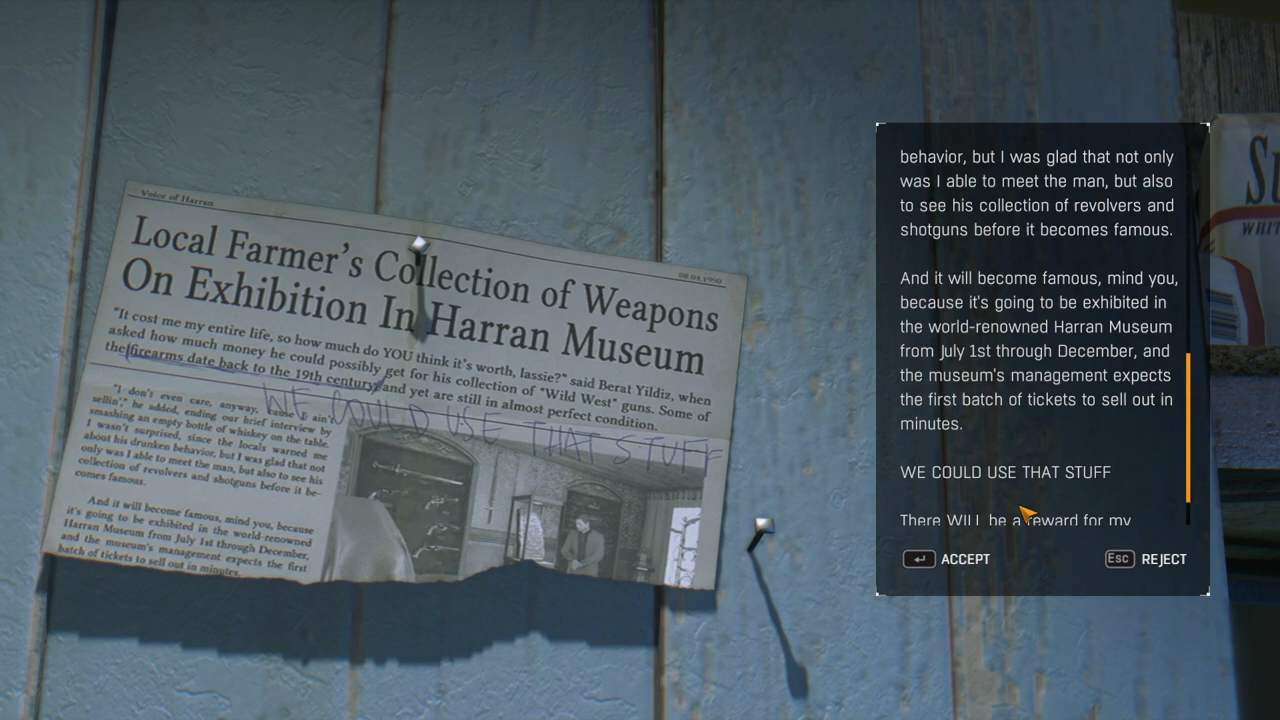 Voice of Harran
02.01.1990
Local Farmer's Collection of Weapons
On Exhibition In Harran Museum
"It cost me my entire life, so how much do YOU think it's worth, lassie?" said Berat Yildiz, when
asked how much money he could possibly get for his collection of "Wild West" guns. Some of
the firearms date back to the 19th century, and yet are still in almost perfect condition.
WE COULD USE THAT STUFF
"I don't even care, anyway, 'cause I ain't
sellin'," he added, ending our brief interview by
smashing an empty bottle of whiskey on the table.
I wasn't surprised, since the locals warned me
about his drunken behavior, but I was glad that not
only was I able to meet the man, but also to see his
collection of revolvers and shotguns before it be-
comes famous.
And it will become famous, mind you, because
it's going to be exhibited in the world-renowned
Harran Museum from July 1st through December,
and the museum's management expects the first
batch of tickets to sell out in minutes.
behavior, but I was glad that not only
was I able to meet the man, but also
to see his collection of revolvers and
shotguns before it becomes famous.
And it will become famous, mind you,
because it's going to be exhibited in
the world-renowned Harran Museum
from July 1st through December, and
the museum's management expects
the first batch of tickets to sell out in
minutes.
WE COULD USE THAT STUFF
There WILL be a reward for my
ACCEPT
Esc REJECT